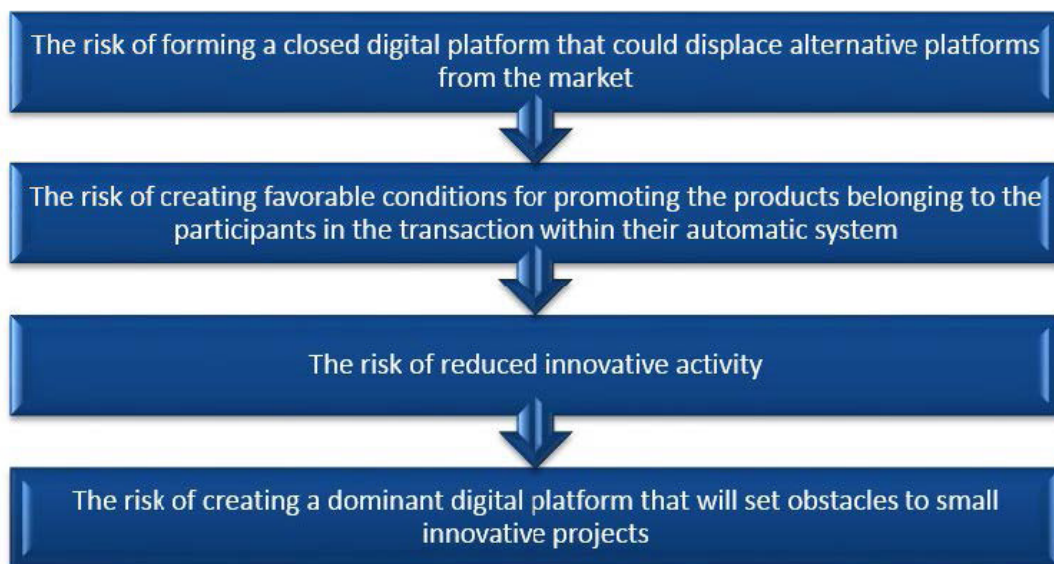 The risk of forming a closed digital platform that could displace alternative platforms
from the market
The risk of creating favorable conditions for promoting the products belonging to the
participants in the transaction within their automatic system
The risk of reduced innovative activity
The risk of creating a dominant digital platform that will set obstacles to small
innovative projects